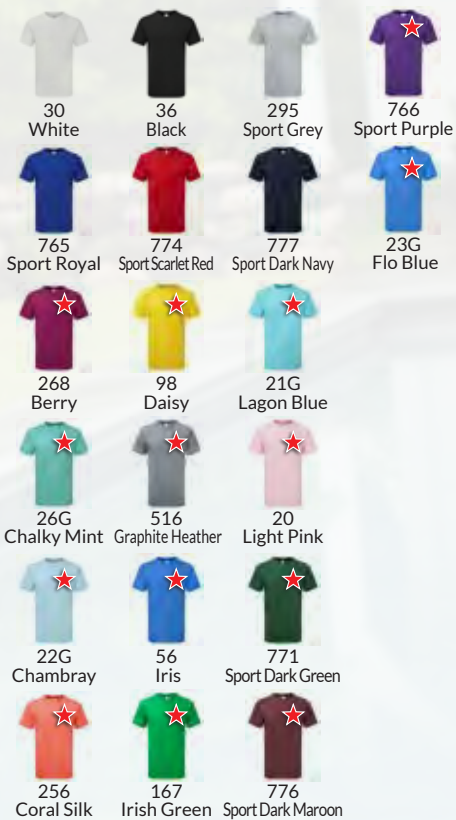 30
White
36
Black
295
Sport Grey
766
Sport Purple
765
Sport Royal
774
Sport Scarlet Red
777
Sport Dark Navy
23G
Flo Blue
268
Berry
98
Daisy
21G
Lagon Blue
26G
Chalky Mint
516
Graphite Heather
20
Light Pink
22G
Chambray
56
Iris
771
Sport Dark Green
256
Coral Silk
167
Irish Green
776
Sport Dark Maroon